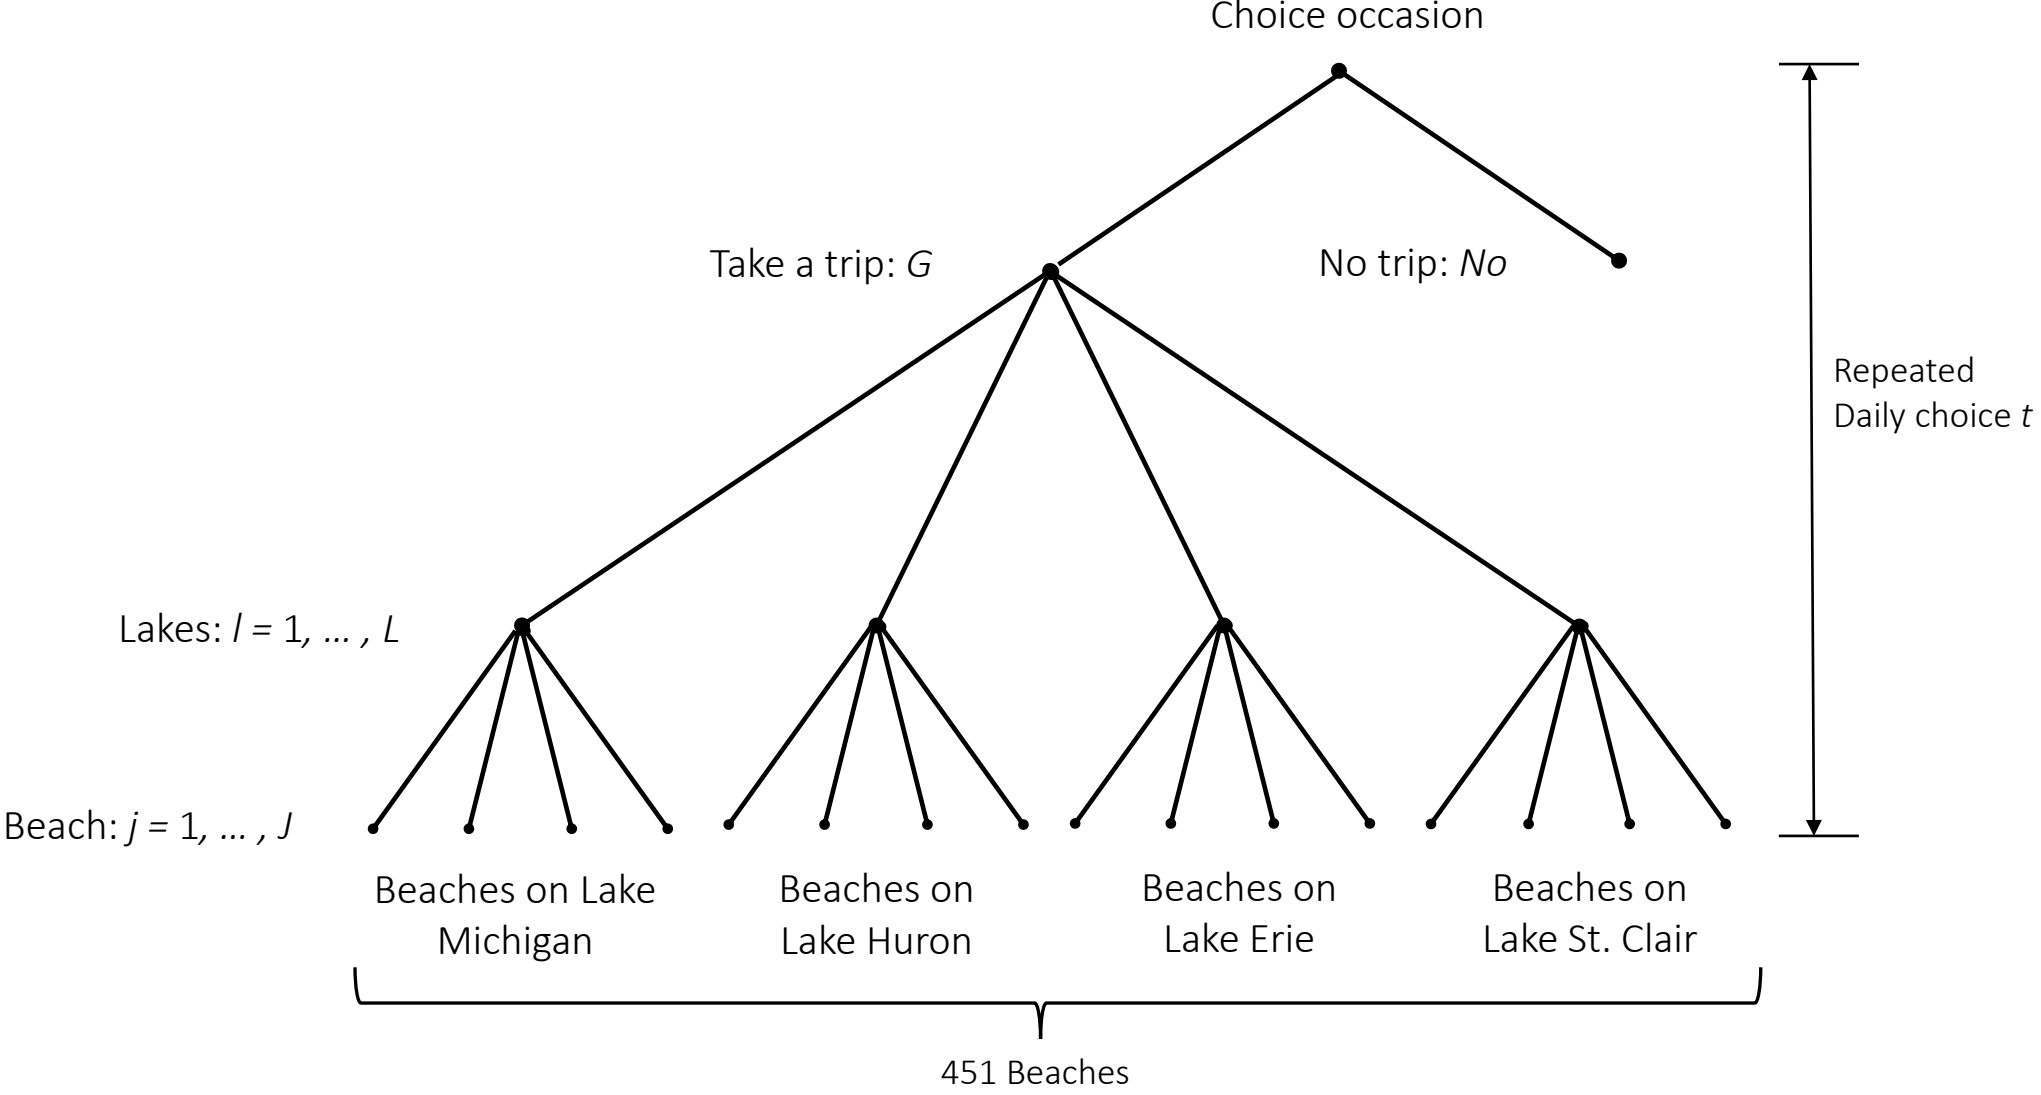 Choice occasion
Take a trip: G
No trip: No
Repeated
Daily choice t
Lakes: l = 1, ... , L
Beach: j = 1, ... , J
Beaches on Lake
Michigan
Beaches on
Lake Huron
Beaches on
Lake Erie
Beaches on
Lake St. Clair
451 Beaches